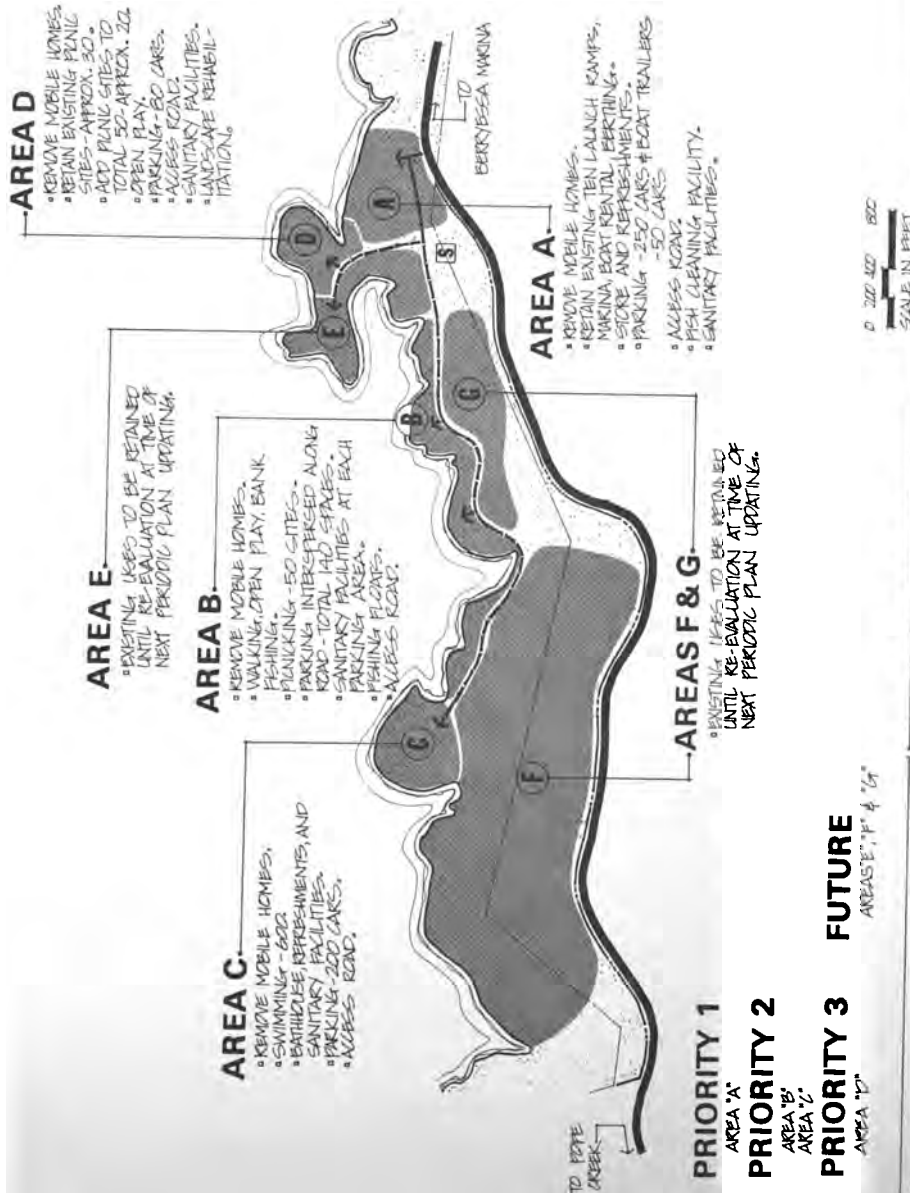 AREA D
▫ REMOVE MOBILE HOMES.
▫ RETAIN EXISTING PICNIC
SITES - APPROX. 30.
▫ ADD PICNIC SITES TO
TOTAL 50 - APPROX. 20.
▫ OPEN PLAY.
▫ PARKING - 80 CARS.
▫ ACCESS ROAD.
▫ SANITARY FACILITIES.
▫ LANDSCAPE REHABIL-
ITATION.
AREA E
▫ EXISTING USES TO BE RETAINED
UNTIL RE-EVALUATION AT TIME OF
NEXT PERIODIC PLAN UPDATING.
AREA B
▫ REMOVE MOBILE HOMES.
▫ WALKING, OPEN PLAY, BANK
FISHING.
▫ PICNICKING - 50 SITES.
▫ PARKING INTERSPERSED ALONG
ROAD - TOTAL 140 SPACES.
▫ SANITARY FACILITIES AT EACH
PARKING AREA.
▫ FISHING FLOATS.
▫ ACCESS ROAD.
AREA C
▫ REMOVE MOBILE HOMES.
▫ SWIMMING - 600.
▫ BATHHOUSE, REFRESHMENTS, AND
SANITARY FACILITIES.
▫ PARKING - 200 CARS.
▫ ACCESS ROAD.
D
E
A
B
G
C
F
S
TO
BERRYESSA MARINA
TO POPE
CREEK
AREA A
▫ REMOVE MOBILE HOMES.
▫ RETAIN EXISTING TEN LAUNCH RAMPS,
MARINA, BOAT RENTAL, BERTHING.
▫ STORE AND REFRESHMENTS.
▫ PARKING - 250 CARS & BOAT TRAILERS
- 50 CARS
▫ ACCESS ROAD.
▫ FISH CLEANING FACILITY.
▫ SANITARY FACILITIES.
AREAS F & G
▫ EXISTING USES TO BE RETAINED
UNTIL RE-EVALUATION AT TIME OF
NEXT PERIODIC PLAN UPDATING.
PRIORITY 1
AREA "A"
PRIORITY 2
AREA "B"
AREA "C"
PRIORITY 3
AREA "D"
FUTURE
AREAS "E", "F" & "G"
0 200 400 800
SCALE IN FEET